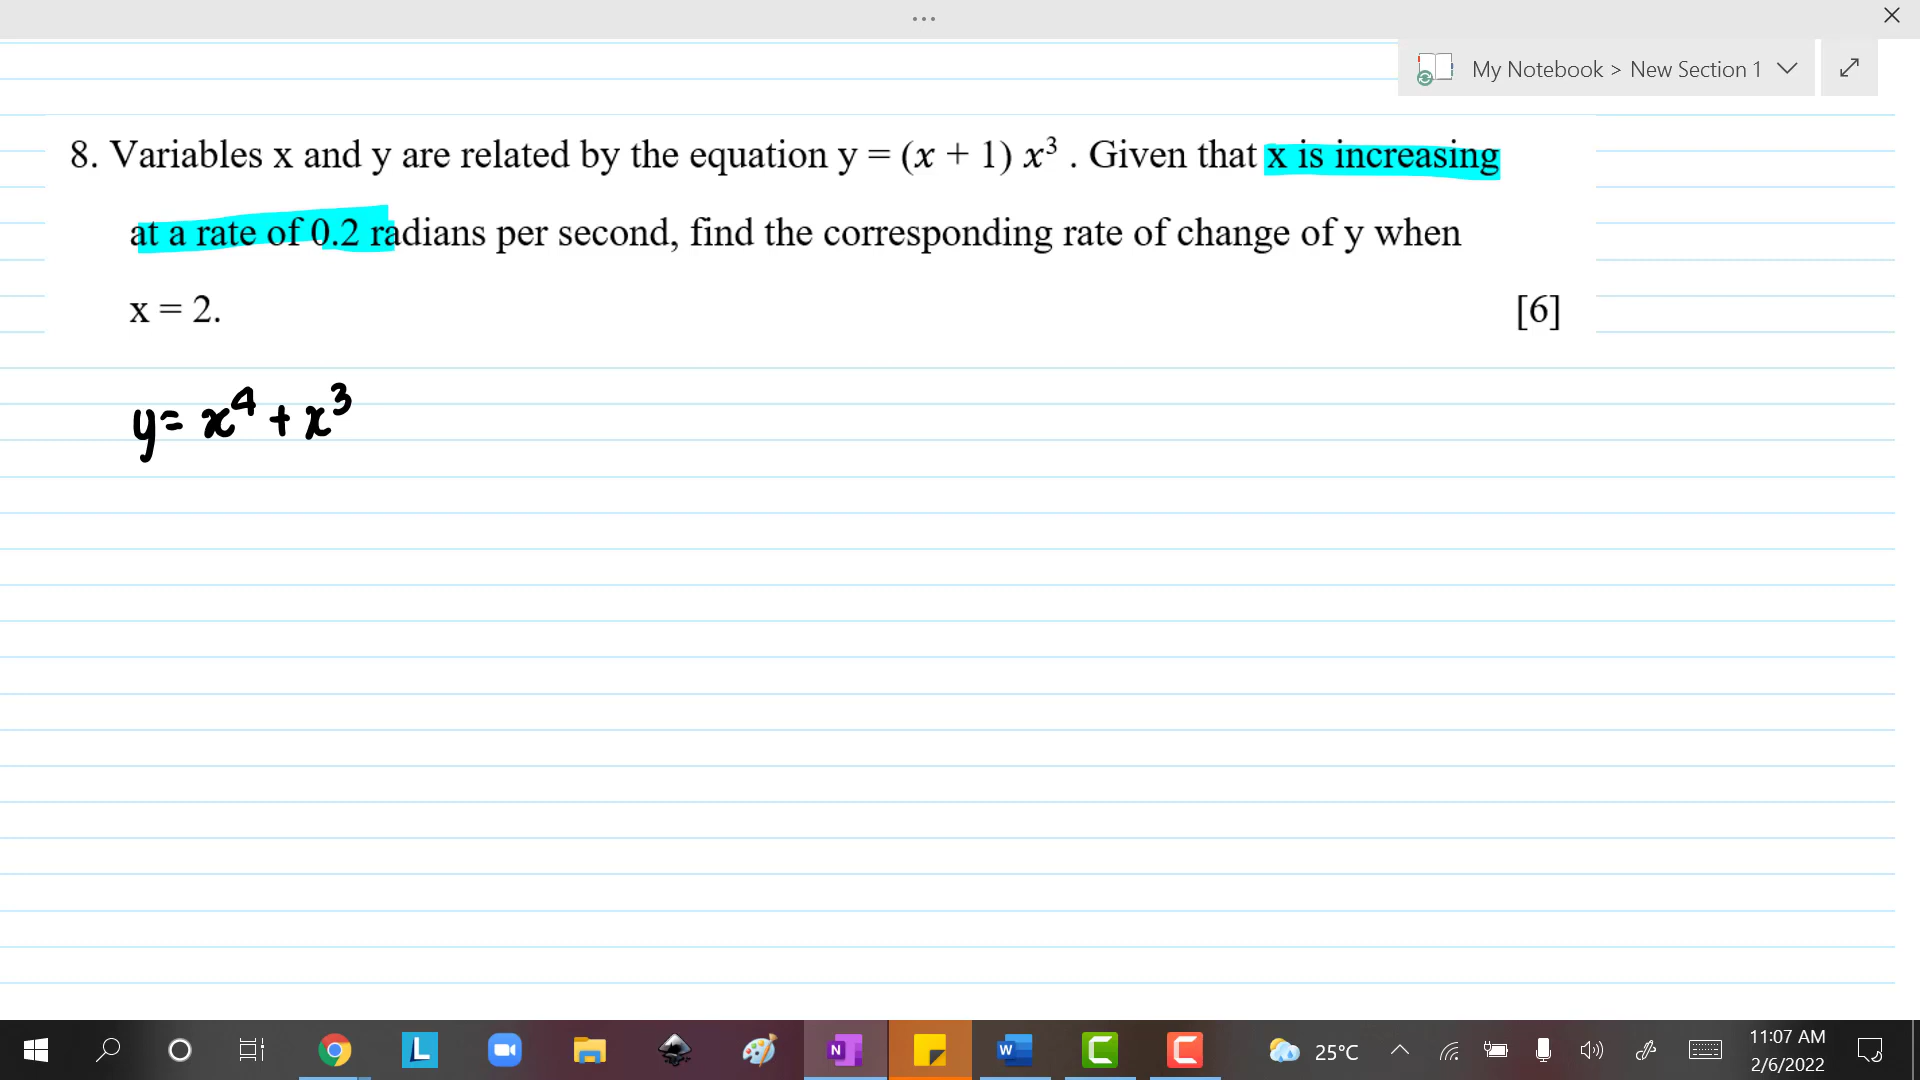 My Notebook > New Section 1
8. Variables x and y are related by the equation y = (x + 1) x³ . Given that x is increasing
at a rate of 0.2 radians per second, find the corresponding rate of change of y when
x = 2. [6]
y = x⁴ + x³
25°C
11:07 AM
2/6/2022